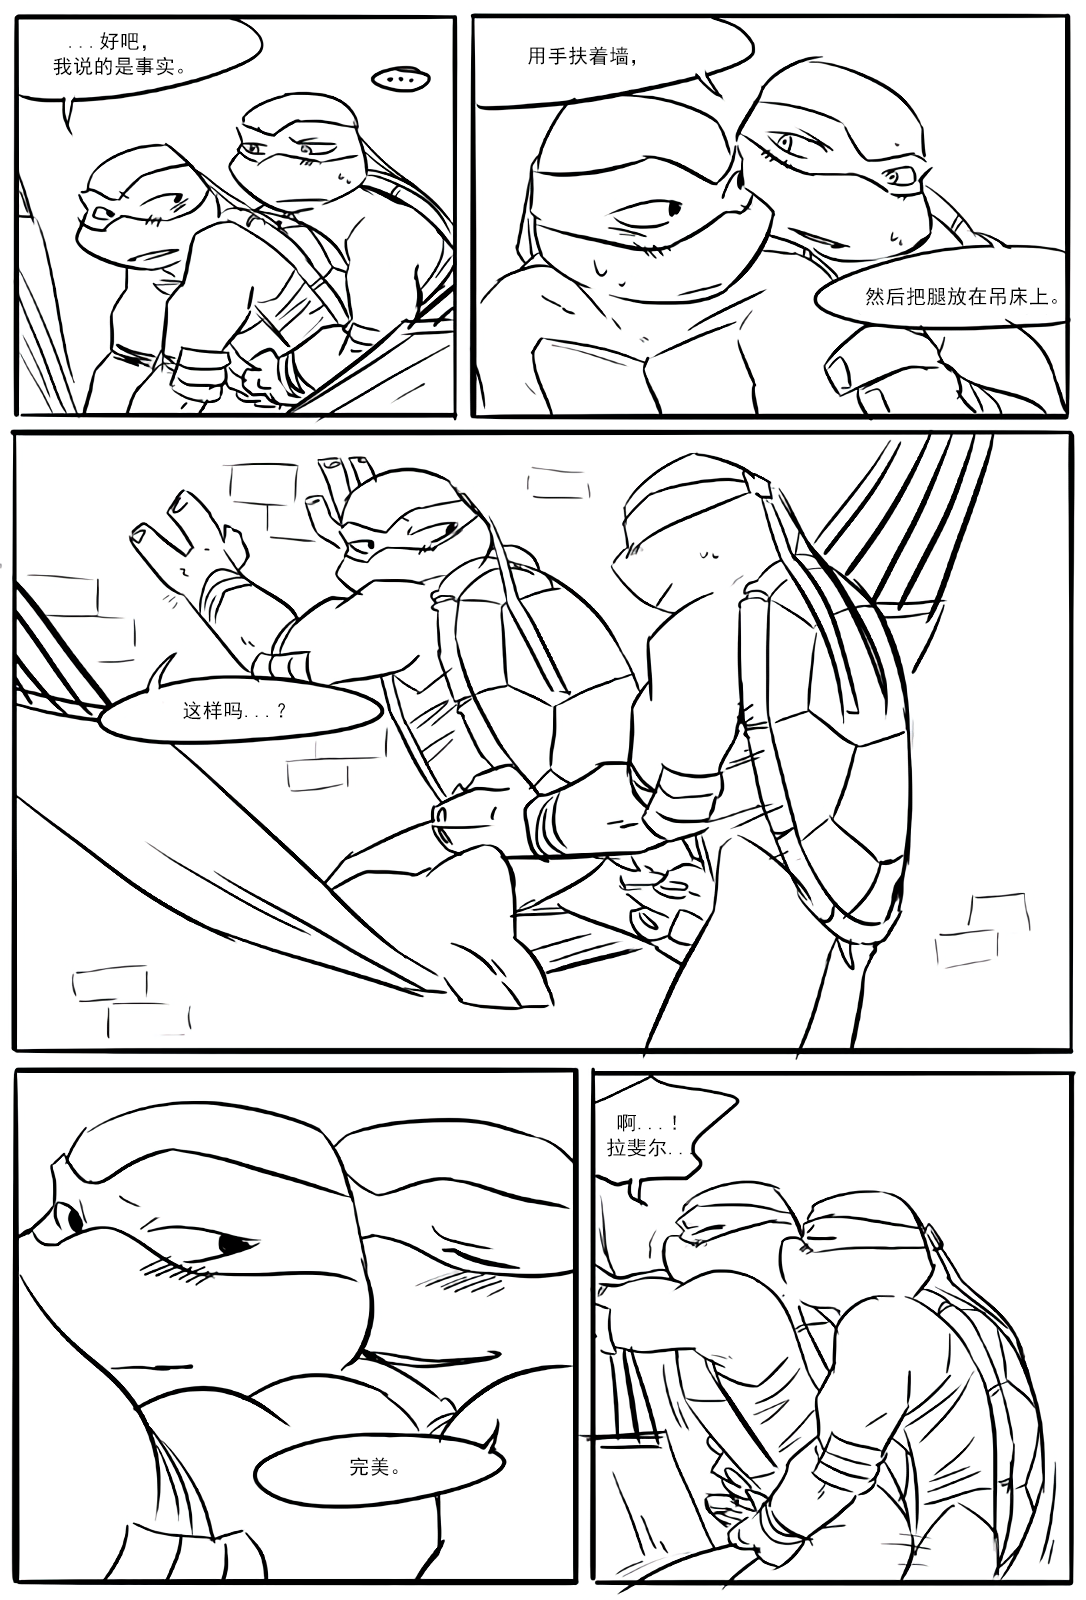 ...好吧，
我说的是事实。
...
用手扶着墙，
然后把腿放在吊床上。
这样吗...？
完美。
啊...！
拉斐尔...